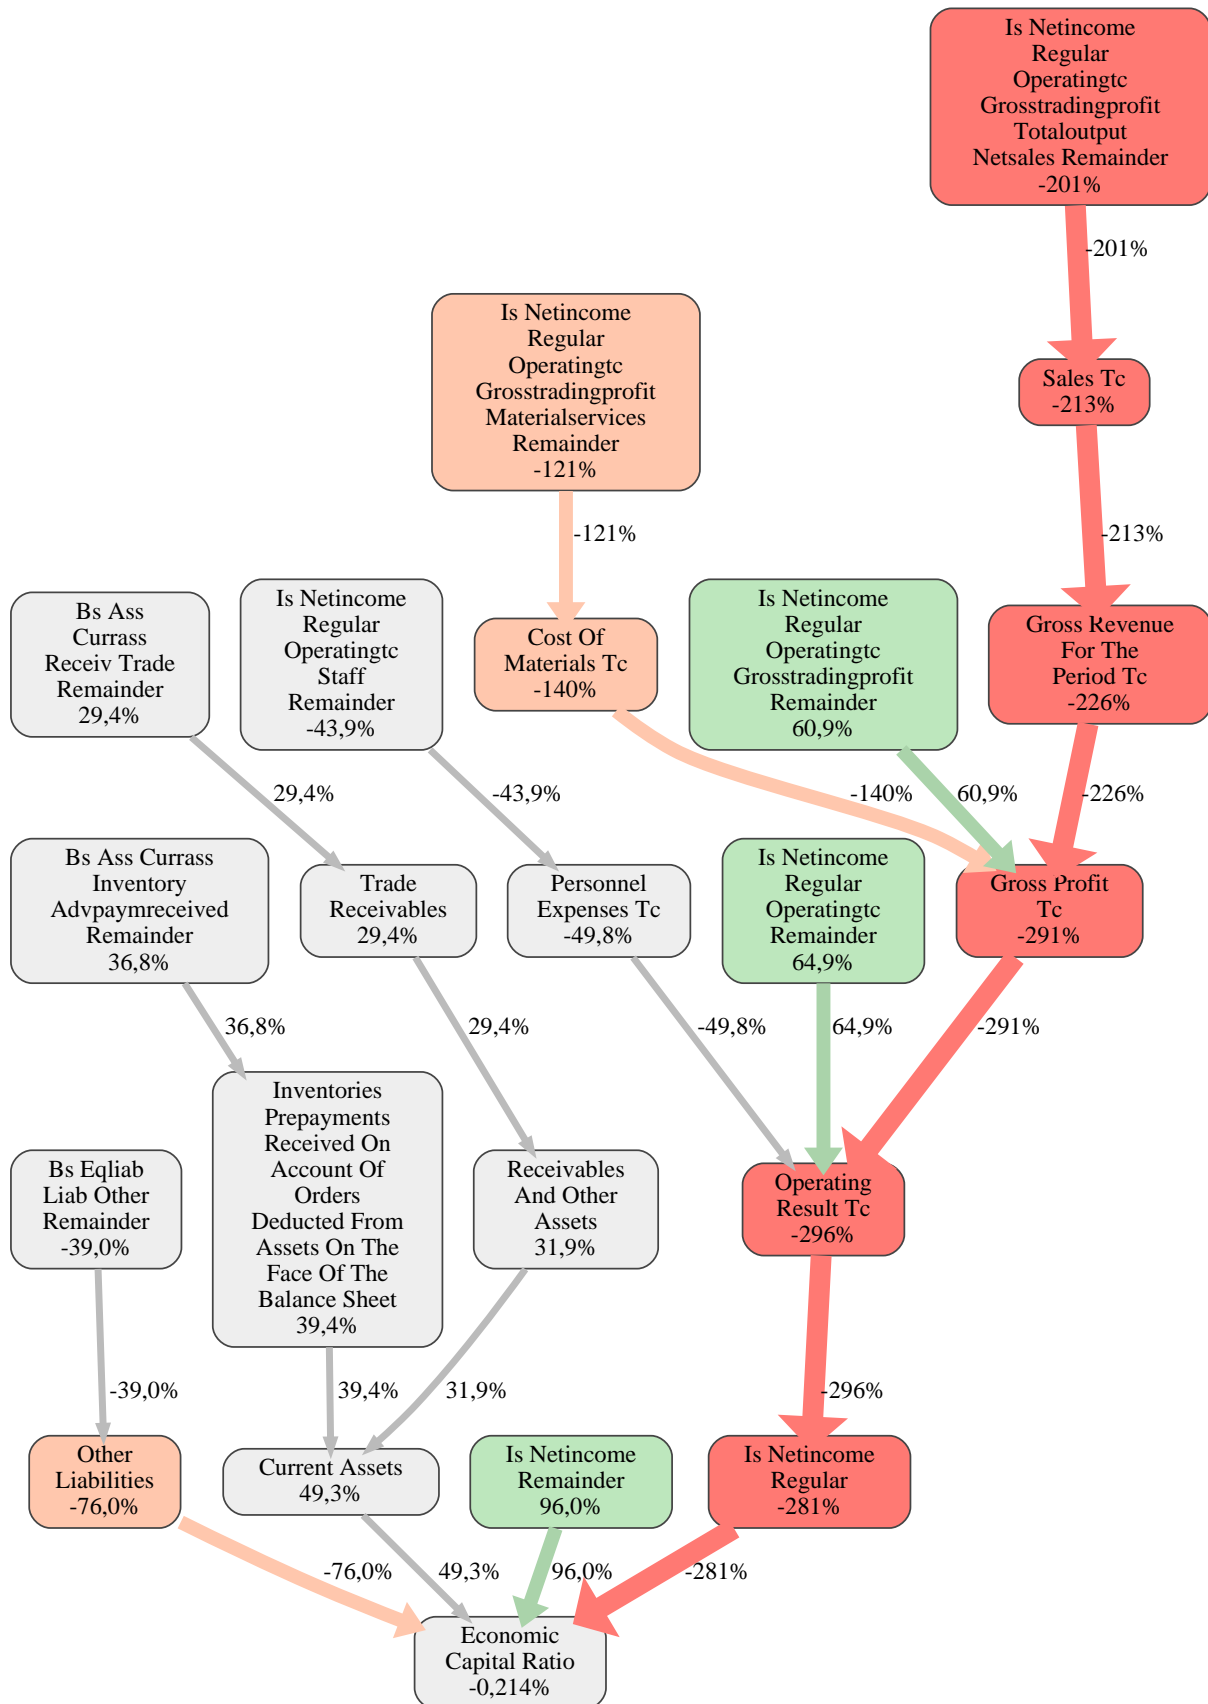 Is Netincome
Regular
Operatingtc
Grosstradingprofit
Totaloutput
Netsales Remainder
-201%
-201%
Is Netincome
Regular
Operatingtc
Grosstradingprofit
Materialservices
Remainder
-121%
Sales Tc
-213%
-121%
-213%
Bs Ass
Currass
Receiv Trade
Remainder
29,4%
Is Netincome
Regular
Operatingtc
Staff
Remainder
-43,9%
Cost Of
Materials Tc
-140%
Is Netincome
Regular
Operatingtc
Grosstradingprofit
Remainder
60,9%
Gross Revenue
For The
Period Tc
-226%
29,4%
-43,9%
-140%
60,9%
-226%
Bs Ass Currass
Inventory
Advpaymreceived
Remainder
36,8%
Trade
Receivables
29,4%
Personnel
Expenses Tc
-49,8%
Is Netincome
Regular
Operatingtc
Remainder
64,9%
Gross Profit
Tc
-291%
36,8%
29,4%
-49,8%
64,9%
-291%
Bs Eqliab
Liab Other
Remainder
-39,0%
Inventories
Prepayments
Received On
Account Of
Orders
Deducted From
Assets On The
Face Of The
Balance Sheet
39,4%
Receivables
And Other
Assets
31,9%
Operating
Result Tc
-296%
-39,0%
39,4%
31,9%
-296%
Other
Liabilities
-76,0%
Current Assets
49,3%
Is Netincome
Remainder
96,0%
Is Netincome
Regular
-281%
-76,0%
49,3%
96,0%
-281%
Economic
Capital Ratio
-0,214%